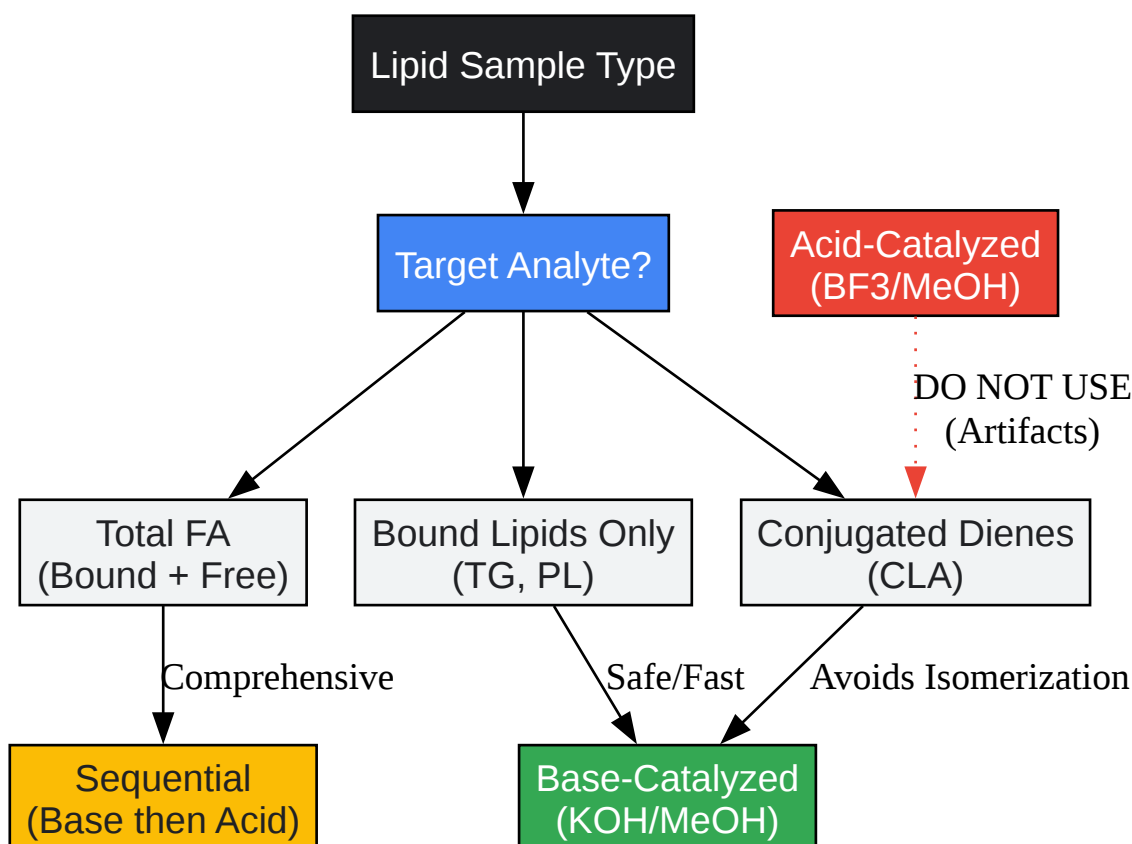 Lipid Sample Type
Target Analyte?
Acid-Catalyzed
(BF3/MeOH)
DO NOT USE
(Artifacts)
Total FA
(Bound + Free)
Bound Lipids Only
(TG, PL)
Conjugated Dienes
(CLA)
Comprehensive
Safe/Fast
Avoids Isomerization
Sequential
(Base then Acid)
Base-Catalyzed
(KOH/MeOH)